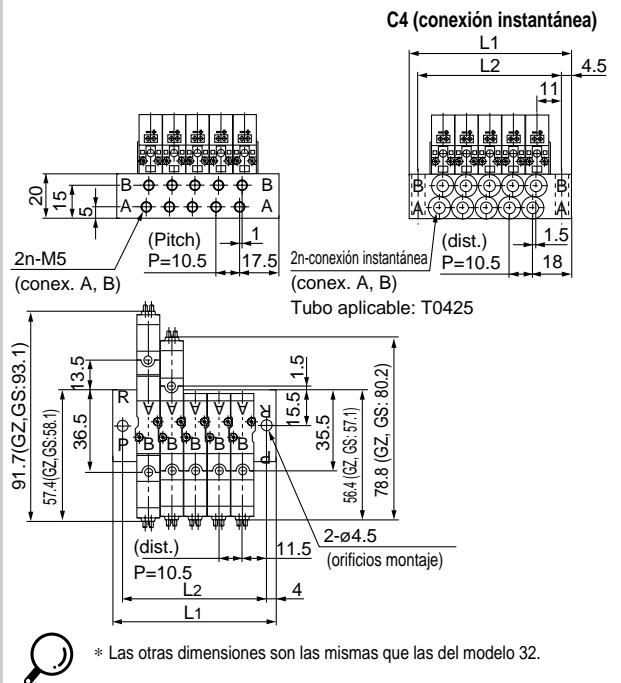 C4 (conexión instantánea)
L1
L2
4.5
11
B B
A A
20
15
5
(Pitch)
P=10.5
1
17.5
2n-M5
(conex. A, B)
B B
A A
(dist.)
P=10.5
1.5
18
2n-conexión instantánea
(conex. A, B)
Tubo aplicable: T0425
91.7(GZ,GS:93.1)
57.4(GZ,GS:58.1)
13.5
36.5
R R
P P
A A A A A
B B B B B
1.5
15.5
35.5
56.4 (GZ, GS: 57.1)
78.8 (GZ, GS: 80.2)
(dist.)
P=10.5
11.5
2-ø4.5
(orificios montaje)
L2
4
L1
* Las otras dimensiones son las mismas que las del modelo 32.